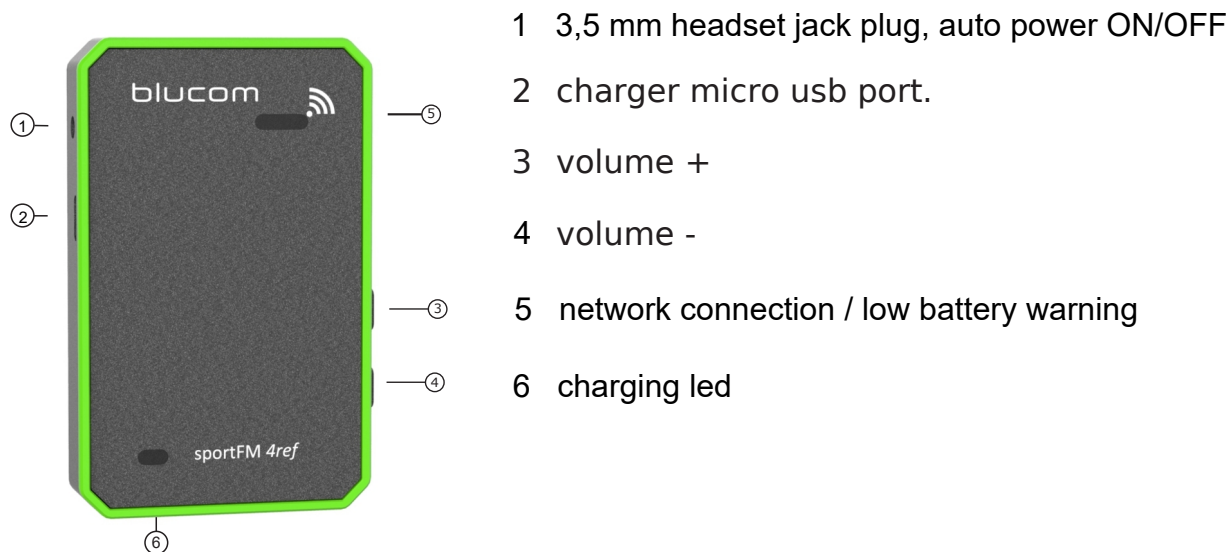 blucom
sportFM 4ref
1
2
3
4
5
6
1 3,5 mm headset jack plug, auto power ON/OFF
2 charger micro usb port.
3 volume +
4 volume -
5 network connection / low battery warning
6 charging led